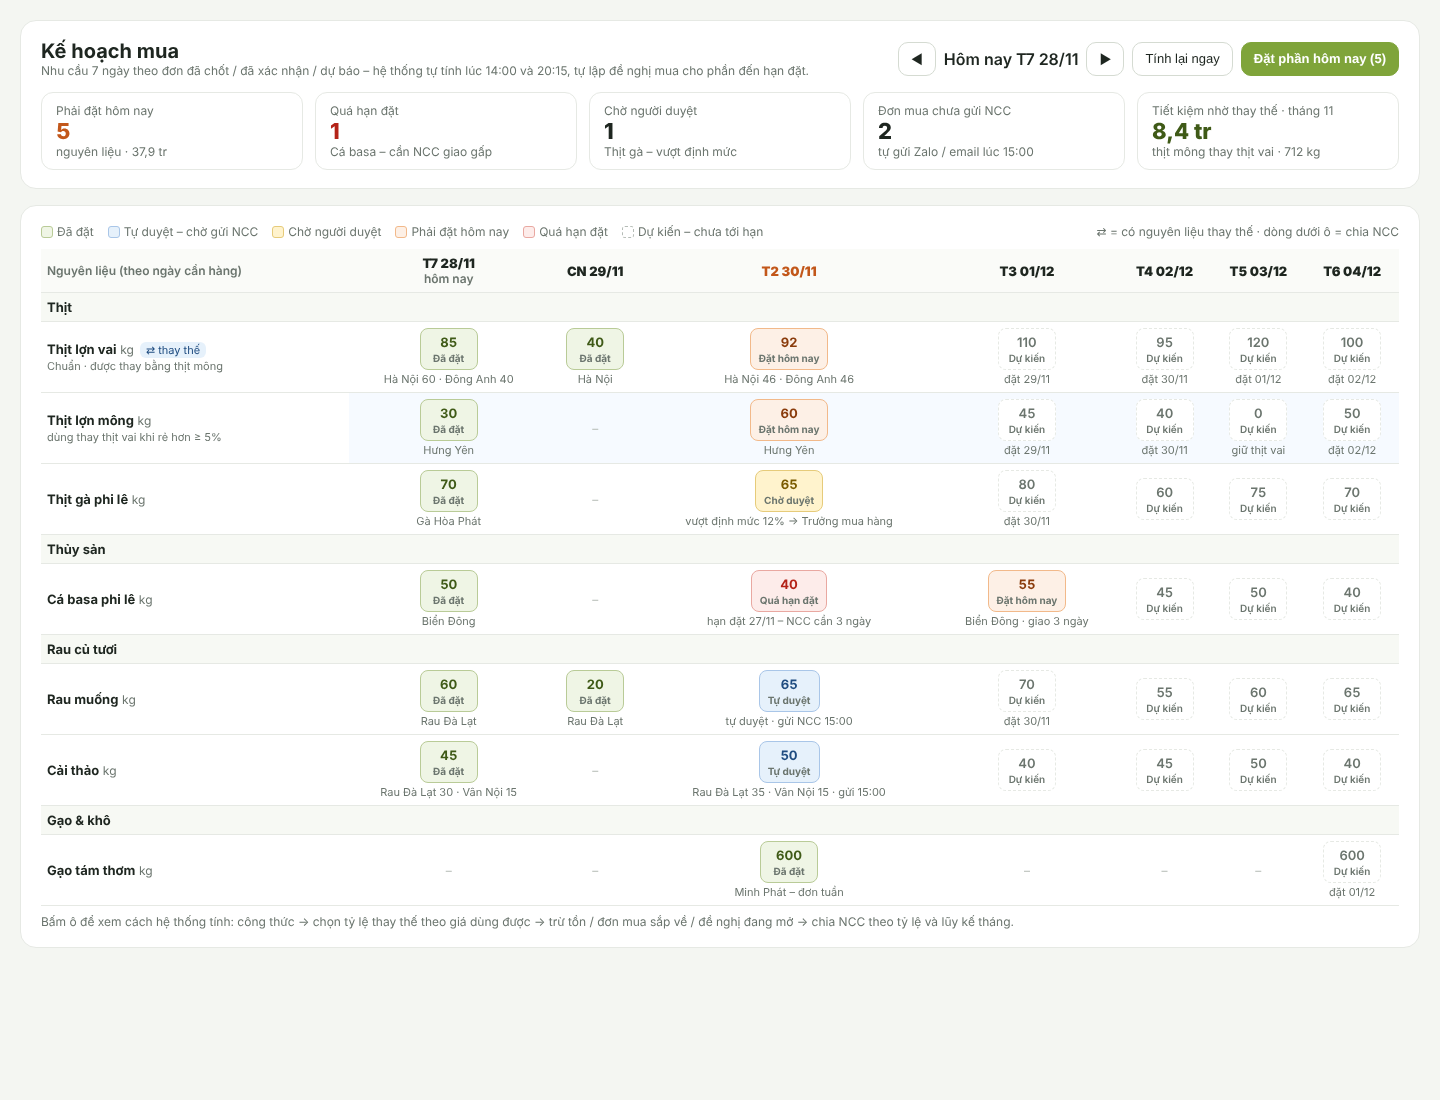 Kế hoạch mua
Nhu cầu 7 ngày theo đơn đã chốt / đã xác nhận / dự báo – hệ thống tự tính lúc 14:00 và 20:15, tự lập đề nghị mua cho phần đến hạn đặt.
◀ Hôm nay T7 28/11 ▶ Tính lại ngay Đặt phần hôm nay (5)
Phải đặt hôm nay
5
nguyên liệu · 37,9 tr
Quá hạn đặt
1
Cá basa – cần NCC giao gấp
Chờ người duyệt
1
Thịt gà – vượt định mức
Đơn mua chưa gửi NCC
2
tự gửi Zalo / email lúc 15:00
Tiết kiệm nhờ thay thế · tháng 11
8,4 tr
thịt mông thay thịt vai · 712 kg
Đã đặt Tự duyệt – chờ gửi NCC Chờ người duyệt Phải đặt hôm nay Quá hạn đặt Dự kiến – chưa tới hạn
⇄ = có nguyên liệu thay thế · dòng dưới ô = chia NCC
Nguyên liệu (theo ngày cần hàng) T7 28/11 CN 29/11 T2 30/11 T3 01/12 T4 02/12 T5 03/12 T6 04/12
hôm nay
Thịt
Thịt lợn vai kg ⇄ thay thế
Chuẩn · được thay bằng thịt mông
85 40 92 110 95 120 100
Đã đặt Đã đặt Đặt hôm nay Dự kiến Dự kiến Dự kiến Dự kiến
Hà Nội 60 · Đông Anh 40 Hà Nội Hà Nội 46 · Đông Anh 46 đặt 29/11 đặt 30/11 đặt 01/12 đặt 02/12
Thịt lợn mông kg
dùng thay thịt vai khi rẻ hơn ≥ 5%
30 – 60 45 40 0 50
Đã đặt Đặt hôm nay Dự kiến Dự kiến Dự kiến Dự kiến
Hưng Yên Hưng Yên đặt 29/11 đặt 30/11 giữ thịt vai đặt 02/12
Thịt gà phi lê kg
70 – 65 80 60 75 70
Đã đặt Chờ duyệt Dự kiến Dự kiến Dự kiến Dự kiến
Gà Hòa Phát vượt định mức 12% → Trưởng mua hàng đặt 30/11
Thủy sản
Cá basa phi lê kg
50 – 40 55 45 50 40
Đã đặt Quá hạn đặt Đặt hôm nay Dự kiến Dự kiến Dự kiến
Biển Đông hạn đặt 27/11 – NCC cần 3 ngày Biển Đông · giao 3 ngày
Rau củ tươi
Rau muống kg
60 20 65 70 55 60 65
Đã đặt Đã đặt Tự duyệt Dự kiến Dự kiến Dự kiến Dự kiến
Rau Đà Lạt Rau Đà Lạt tự duyệt · gửi NCC 15:00 đặt 30/11
Cải thảo kg
45 – 50 40 45 50 40
Đã đặt Tự duyệt Dự kiến Dự kiến Dự kiến Dự kiến
Rau Đà Lạt 30 · Vân Nội 15 Rau Đà Lạt 35 · Vân Nội 15 · gửi 15:00
Gạo & khô
Gạo tám thơm kg
– – 600 – – – 600
Đã đặt Dự kiến
Minh Phát – đơn tuần đặt 01/12
Bấm ô để xem cách hệ thống tính: công thức → chọn tỷ lệ thay thế theo giá dùng được → trừ tồn / đơn mua sắp về / đề nghị đang mở → chia NCC theo tỷ lệ và lũy kế tháng.